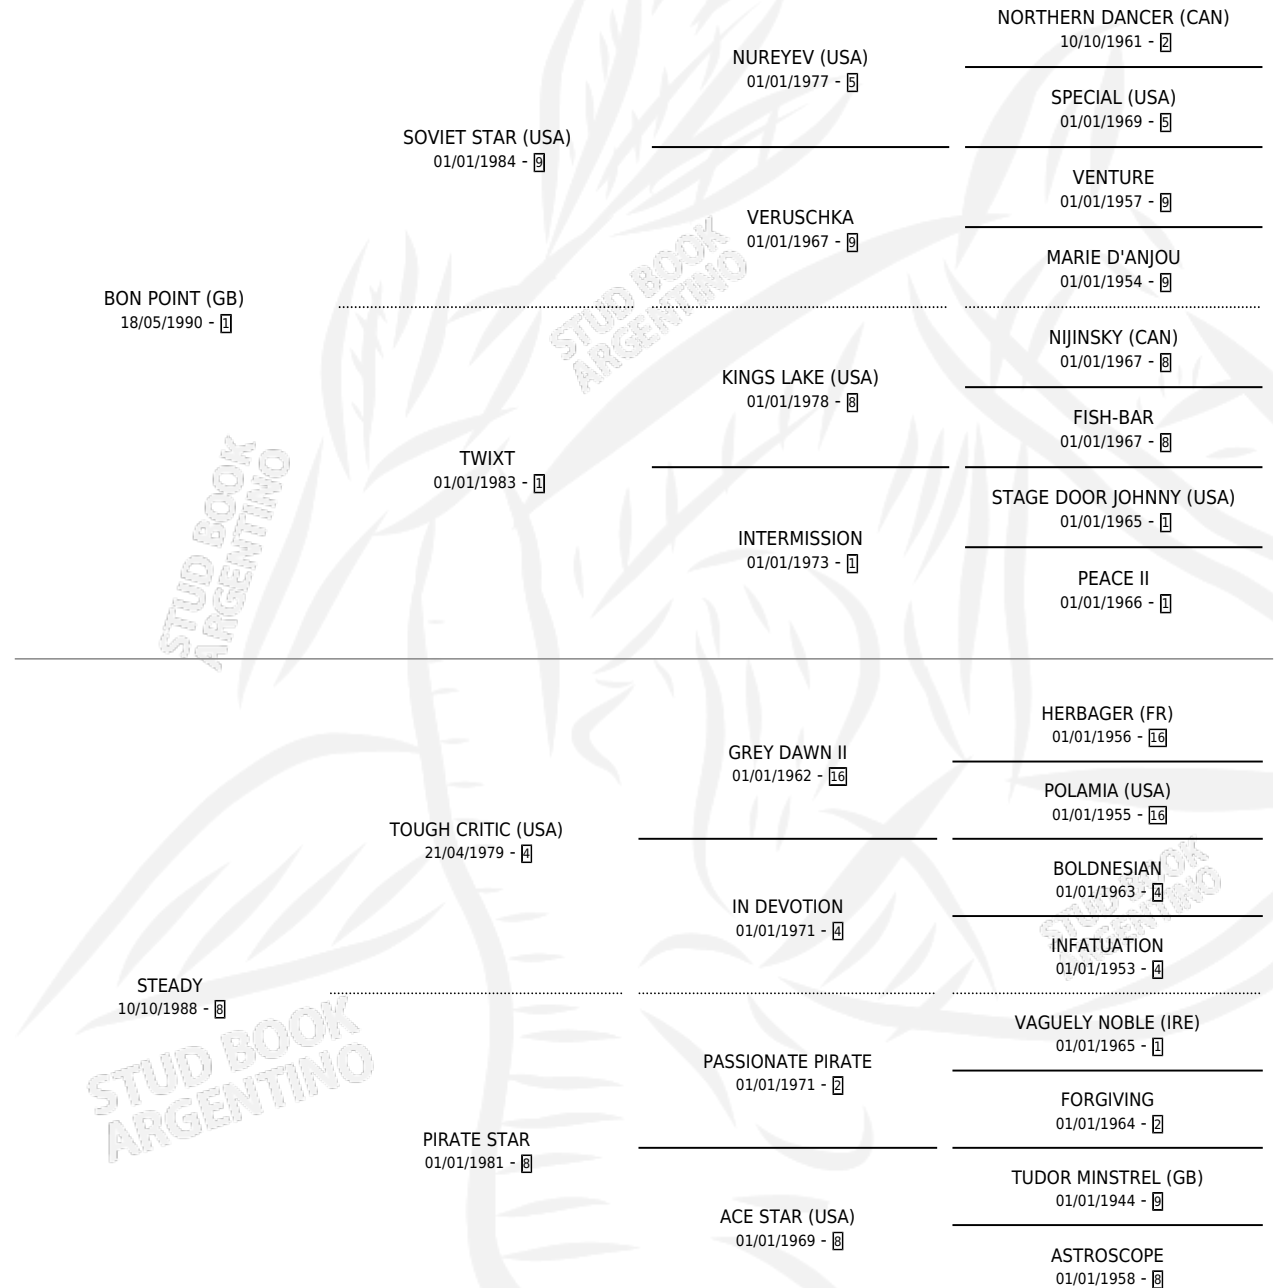 NORTHERN DANCER (CAN)
10/10/1961 - 2
NUREYEV (USA)
01/01/1977 - 5
SPECIAL (USA)
01/01/1969 - 5
SOVIET STAR (USA)
01/01/1984 - 9
VENTURE
01/01/1957 - 9
VERUSCHKA
01/01/1967 - 9
MARIE D'ANJOU
01/01/1954 - 9
BON POINT (GB)
18/05/1990 - 1
NIJINSKY (CAN)
01/01/1967 - 8
KINGS LAKE (USA)
01/01/1978 - 8
FISH-BAR
01/01/1967 - 8
TWIXT
01/01/1983 - 1
STAGE DOOR JOHNNY (USA)
01/01/1965 - 1
INTERMISSION
01/01/1973 - 1
PEACE II
01/01/1966 - 1
STUD BOOK
ARGENTINO
STUD BOOK
ARGENTINO
HERBAGER (FR)
01/01/1956 - 16
GREY DAWN II
01/01/1962 - 16
POLAMIA (USA)
01/01/1955 - 16
TOUGH CRITIC (USA)
21/04/1979 - 4
BOLDNESIAN
01/01/1963 - 4
IN DEVOTION
01/01/1971 - 4
INFATUATION
01/01/1953 - 4
STEADY
10/10/1988 - 8
VAGUELY NOBLE (IRE)
01/01/1965 - 1
PASSIONATE PIRATE
01/01/1971 - 2
FORGIVING
01/01/1964 - 2
PIRATE STAR
01/01/1981 - 8
TUDOR MINSTREL (GB)
01/01/1944 - 9
ACE STAR (USA)
01/01/1969 - 8
ASTROSCOPE
01/01/1958 - 8
STUD BOOK
ARGENTINO
STUD BOOK
ARGENTINO